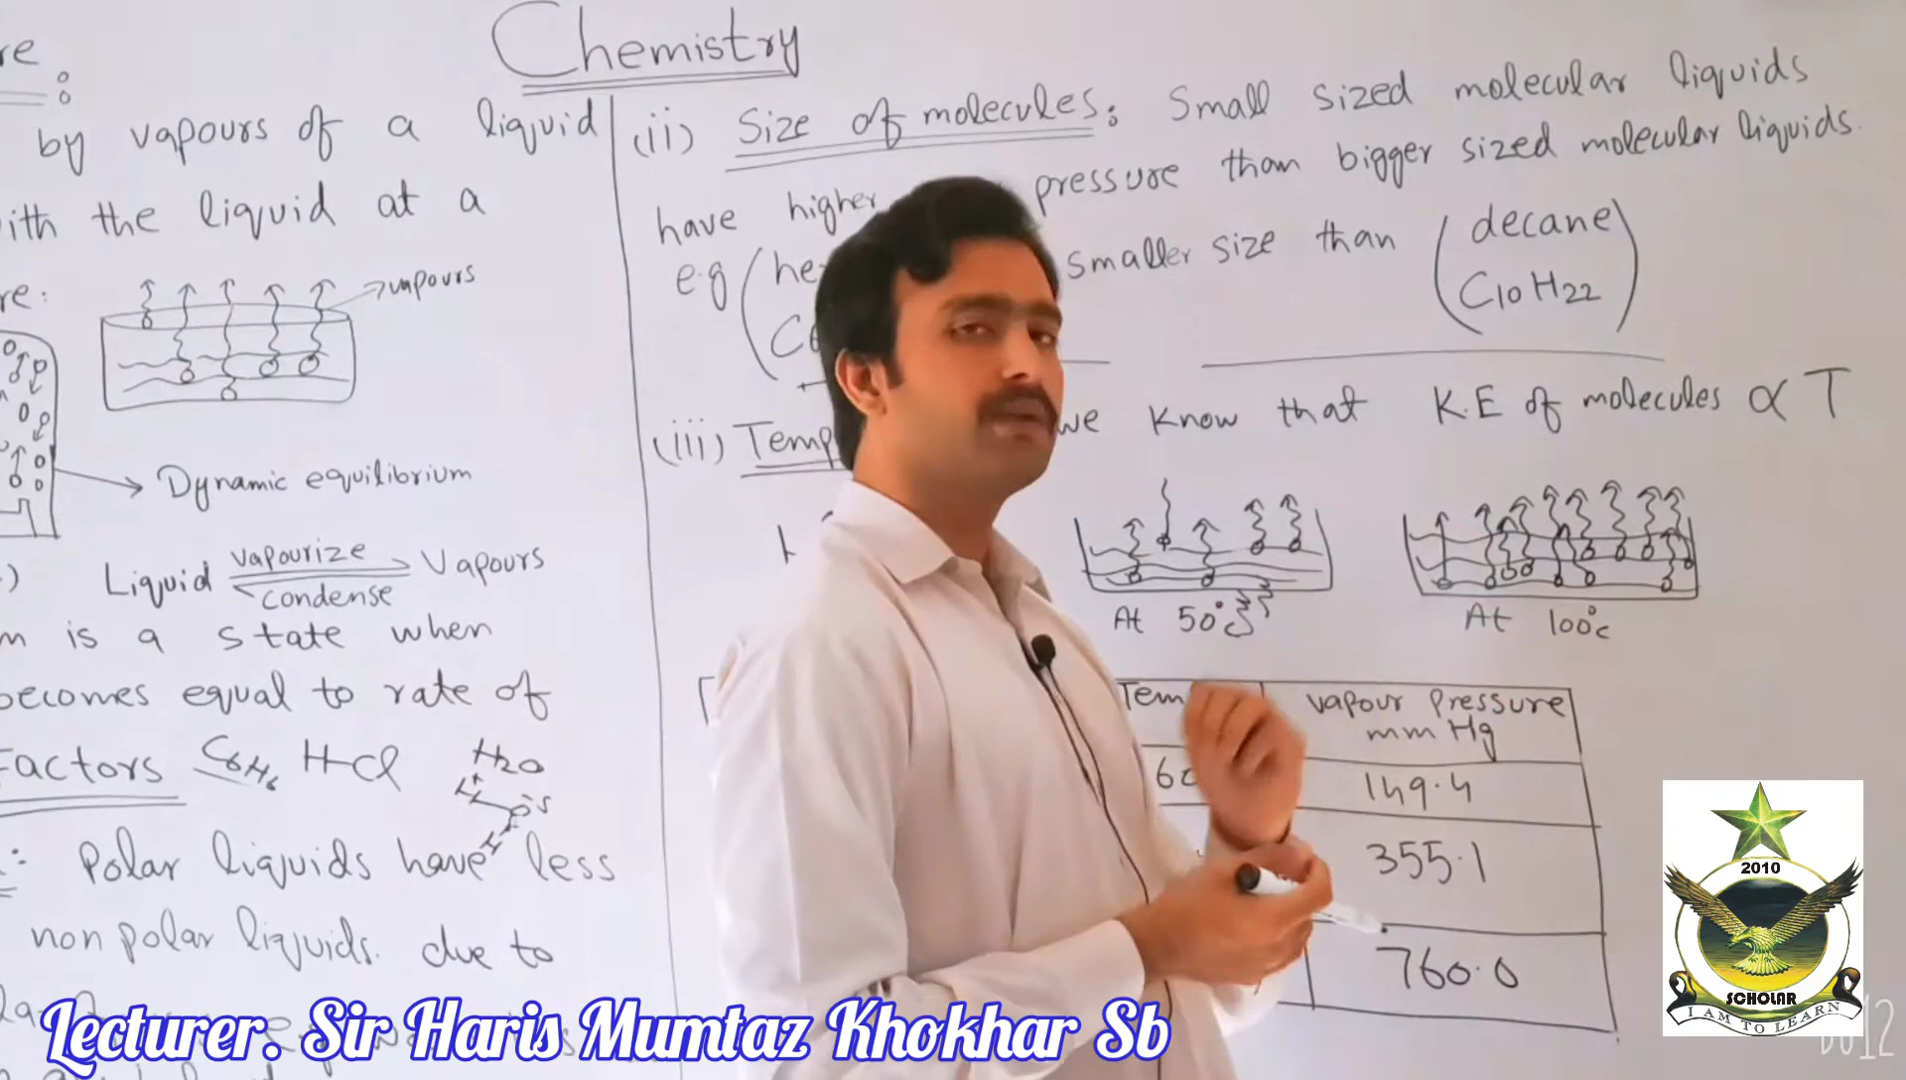 Chemistry
re :
by vapours of a liquid
with the liquid at a
re:
vapours
Dynamic equilibrium
Liquid vapourize Vapours
condense
m is a state when
becomes equal to rate of
Factors C6H6 HCl H2O
: Polar liquids have less
non polar liquids. due to
(ii) Size of molecules: Small sized molecular liquids
have higher pressure than bigger sized molecular liquids.
e.g he smaller size than (decane
C10H22)
(iii) Temp we know that K.E of molecules ∝ T
At 50°C At 100°C
Tem vapour pressure
mm Hg
60 149.4
355.1
760.0
2010
SCHOLAR
I AM TO LEARN
Lecturer. Sir Haris Mumtaz Khokhar Sb